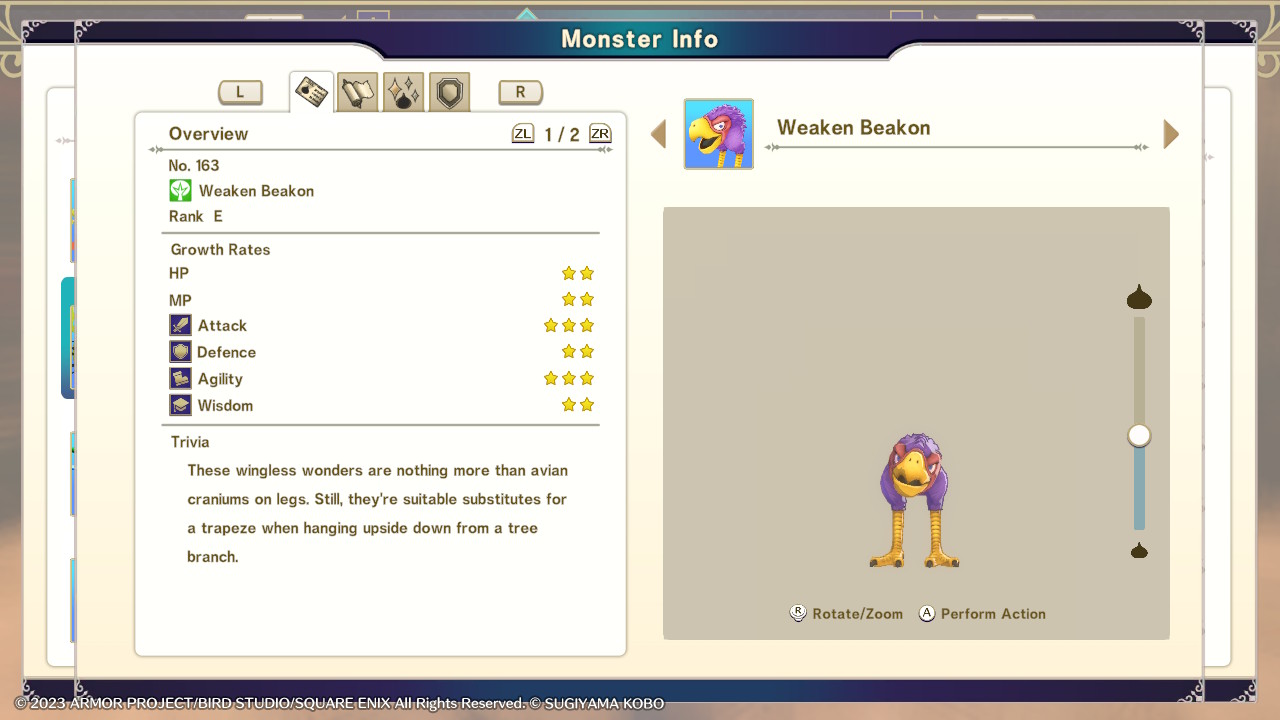 Monster Info
L
R
Overview
ZL 1 / 2 ZR
No. 163
Weaken Beakon
Rank E
Growth Rates
HP
MP
Attack
Defence
Agility
Wisdom
Trivia
These wingless wonders are nothing more than avian
craniums on legs. Still, they're suitable substitutes for
a trapeze when hanging upside down from a tree
branch.
Weaken Beakon
R Rotate/Zoom A Perform Action
© 2023 ARMOR PROJECT/BIRD STUDIO/SQUARE ENIX All Rights Reserved. © SUGIYAMA KOBO